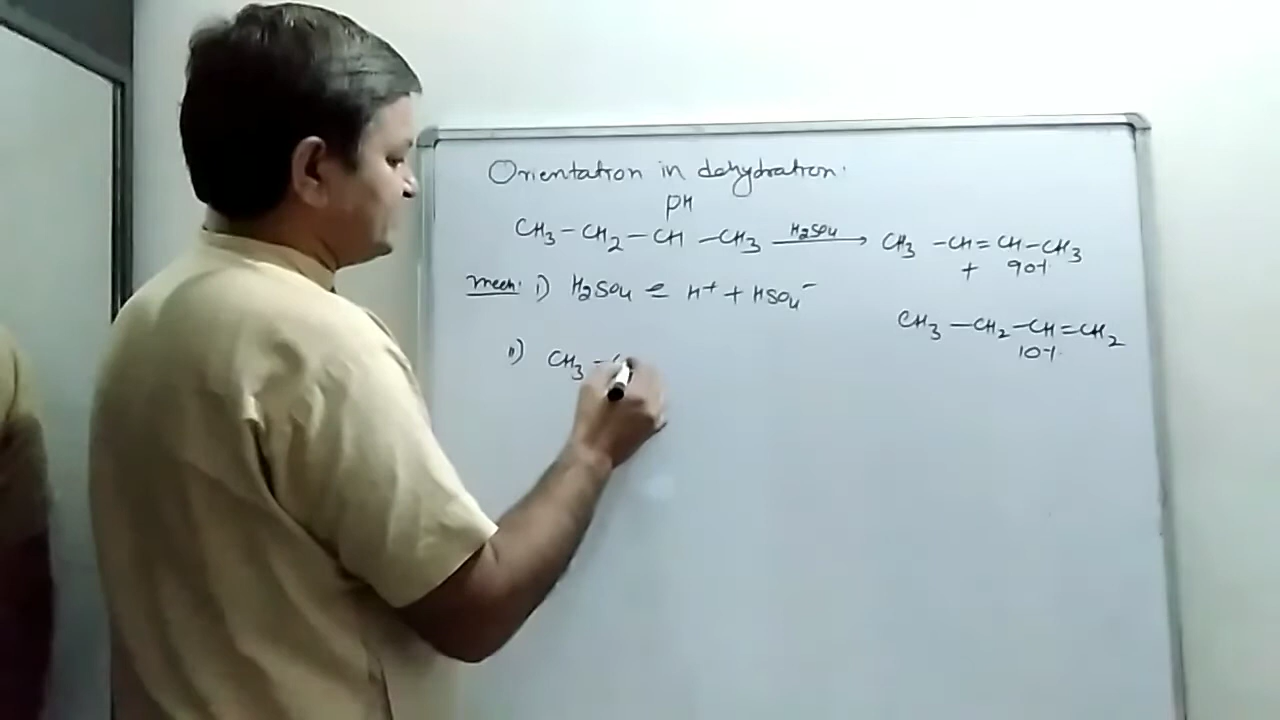 Orientation in dehydration:
OH
CH3 - CH2 - CH - CH3 H2SO4 → CH3 - CH = CH - CH3
+ 90%
Mech: i) H2SO4 ⇌ H+ + HSO4-
CH3 - CH2 - CH = CH2
10%
ii) CH3 -